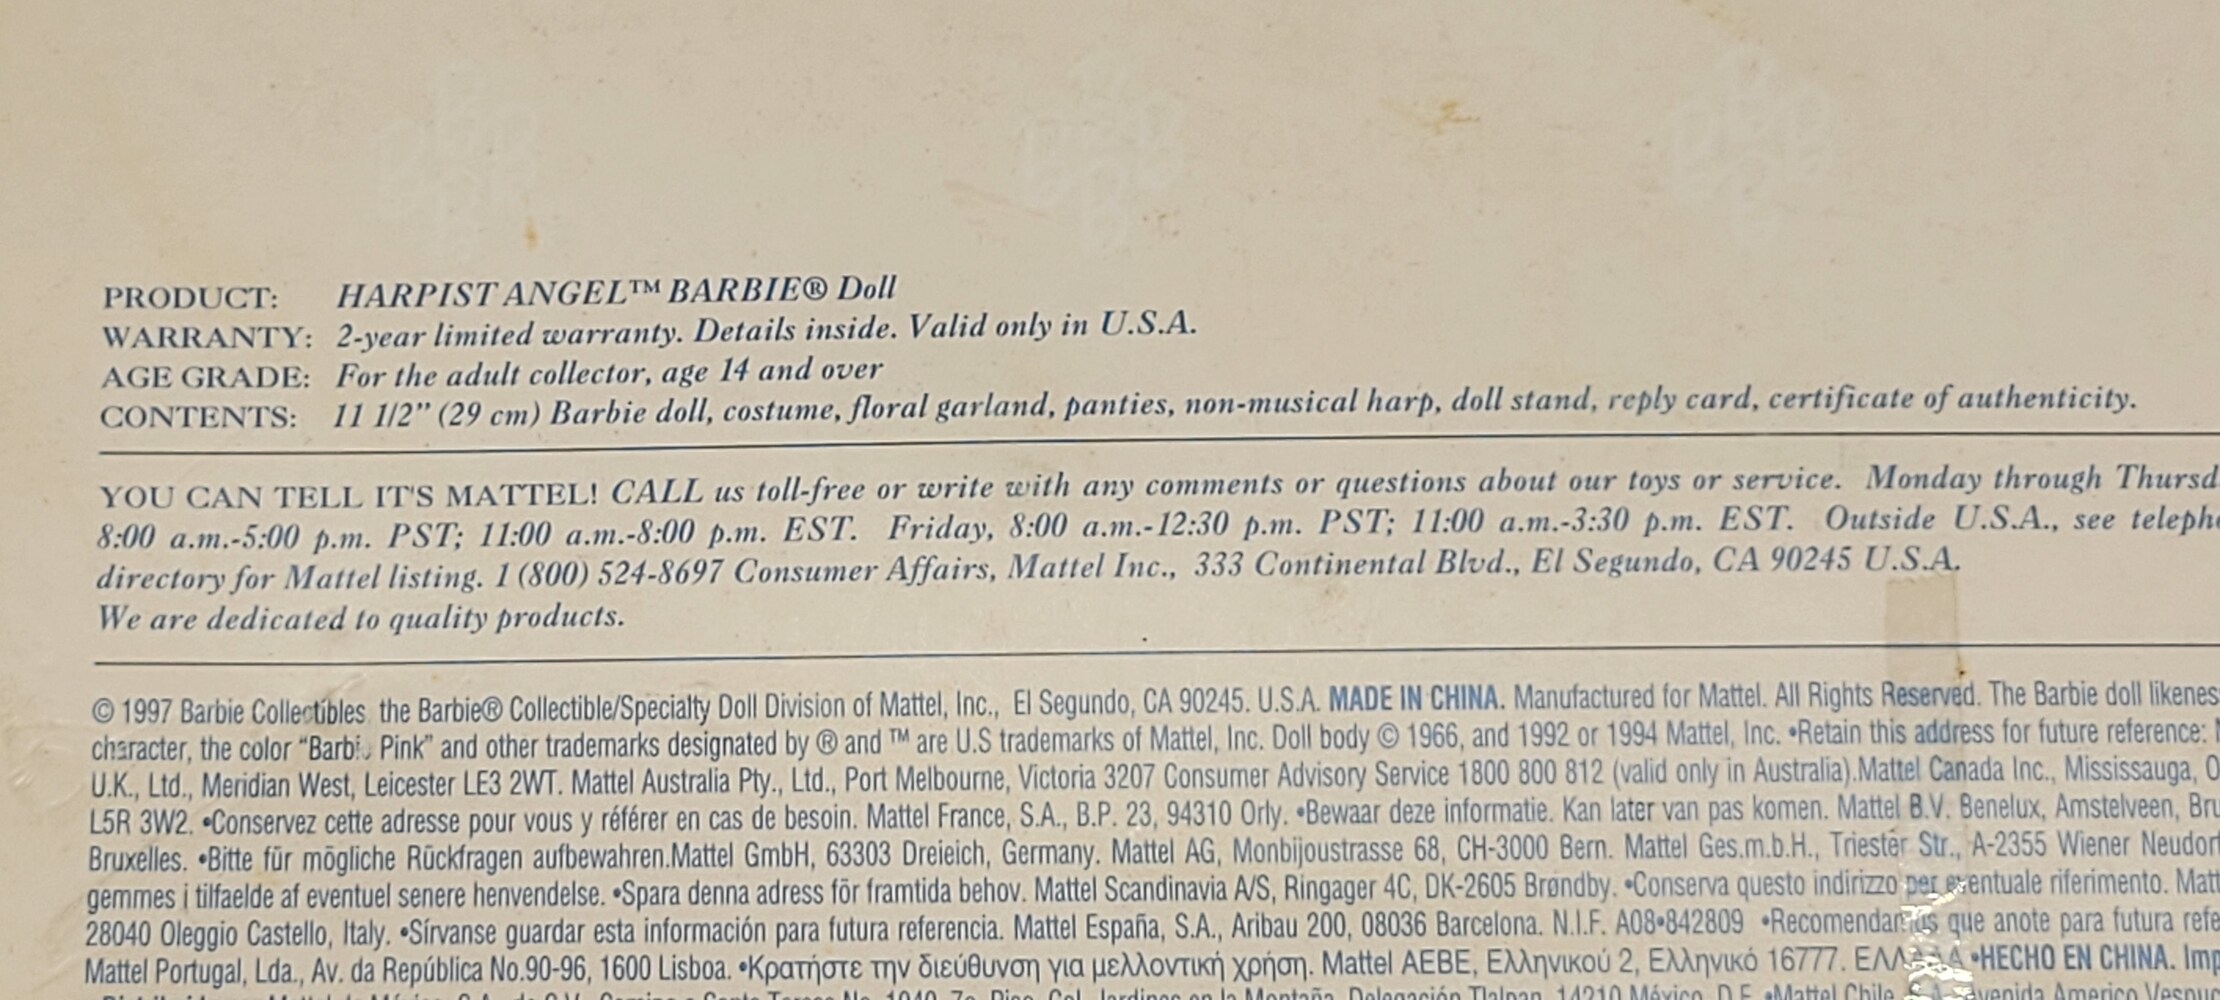 PRODUCT: HARPIST ANGEL™ BARBIE® Doll
WARRANTY: 2-year limited warranty. Details inside. Valid only in U.S.A.
AGE GRADE: For the adult collector, age 14 and over
CONTENTS: 11 1/2” (29 cm) Barbie doll, costume, floral garland, panties, non-musical harp, doll stand, reply card, certificate of authenticity.
YOU CAN TELL IT'S MATTEL! CALL us toll-free or write with any comments or questions about our toys or service. Monday through Thursd
8:00 a.m.-5:00 p.m. PST; 11:00 a.m.-8:00 p.m. EST. Friday, 8:00 a.m.-12:30 p.m. PST; 11:00 a.m.-3:30 p.m. EST. Outside U.S.A., see teleph
directory for Mattel listing. 1 (800) 524-8697 Consumer Affairs, Mattel Inc., 333 Continental Blvd., El Segundo, CA 90245 U.S.A.
We are dedicated to quality products.
© 1997 Barbie Collectibles the Barbie® Collectible/Specialty Doll Division of Mattel, Inc., El Segundo, CA 90245. U.S.A. MADE IN CHINA. Manufactured for Mattel. All Rights Reserved. The Barbie doll likenes
character, the color “Barbi Pink” and other trademarks designated by ® and ™ are U.S trademarks of Mattel, Inc. Doll body © 1966, and 1992 or 1994 Mattel, Inc. •Retain this address for future reference:
U.K., Ltd., Meridian West, Leicester LE3 2WT. Mattel Australia Pty., Ltd., Port Melbourne, Victoria 3207 Consumer Advisory Service 1800 800 812 (valid only in Australia).Mattel Canada Inc., Mississauga, O
L5R 3W2. •Conservez cette adresse pour vous y référer en cas de besoin. Mattel France, S.A., B.P. 23, 94310 Orly. •Bewaar deze informatie. Kan later van pas komen. Mattel B.V. Benelux, Amstelveen, Bru
Bruxelles. •Bitte für mögliche Rückfragen aufbewahren.Mattel GmbH, 63303 Dreieich, Germany. Mattel AG, Monbijoustrasse 68, CH-3000 Bern. Mattel Ges.m.b.H., Triester Str., A-2355 Wiener Neudorf
gemmes i tilfaelde af eventuel senere henvendelse. •Spara denna adress för framtida behov. Mattel Scandinavia A/S, Ringager 4C, DK-2605 Brøndby. •Conserva questo indirizzo per eventuale riferimento. Matt
28040 Oleggio Castello, Italy. •Sírvanse guardar esta información para futura referencia. Mattel España, S.A., Aribau 200, 08036 Barcelona. N.I.F. A08•842809 •Recomendamos que anote para futura refe
Mattel Portugal, Lda., Av. da República No.90-96, 1600 Lisboa. •Κρατήστε την διεύθυνση για μελλοντική χρήση. Mattel AEBE, Ελληνικού 2, Ελληνικό 16777. ΕΛΛΑΔΑ •HECHO EN CHINA. Imp